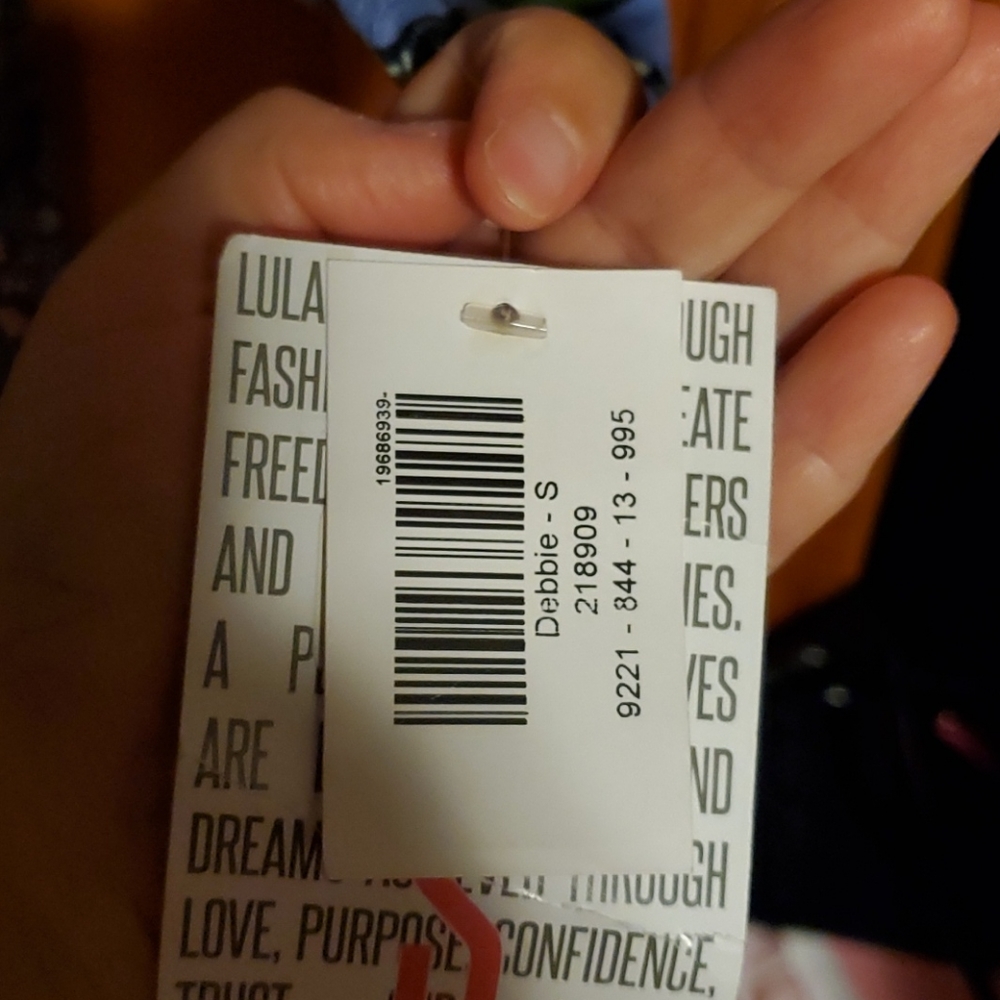 LULA
FASH
FREED
AND
A P
ARE
DREAM
LOVE, PURPOSE, CONFIDENCE,
UGH
EATE
ERS
IES.
VES
ND
THROUGH
19686939-
Debbie - S
218909
9221 - 844 - 13 - 995